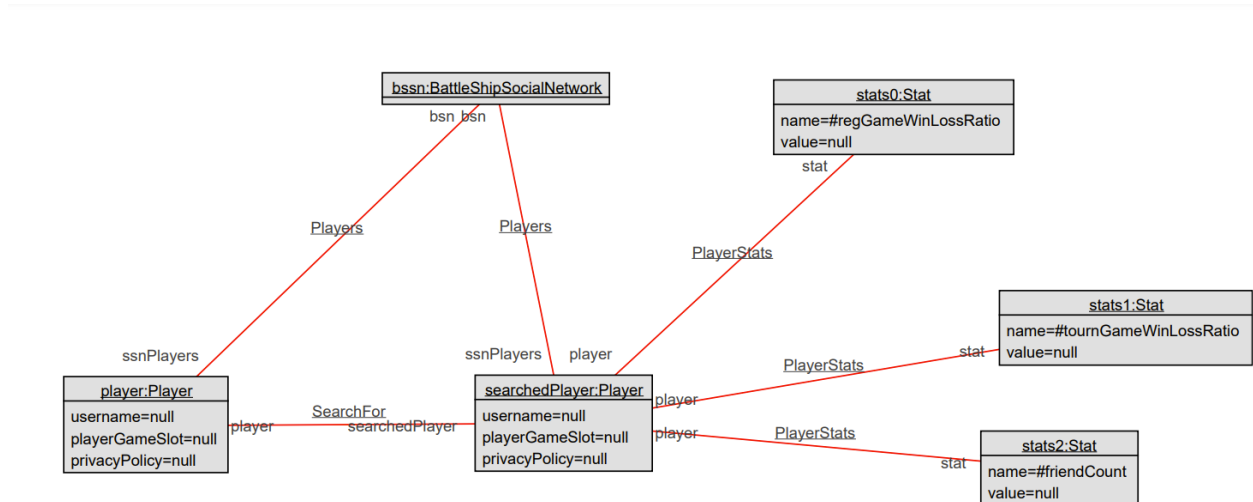 bssn:BattleShipSocialNetwork
bsn bsn
stats0:Stat
name=#regGameWinLossRatio
value=null
stat
Players
Players
PlayerStats
stats1:Stat
name=#tournGameWinLossRatio
value=null
stat
PlayerStats
ssnPlayers
ssnPlayers
player
player:Player
username=null
playerGameSlot=null
privacyPolicy=null
player
SearchFor
searchedPlayer
searchedPlayer:Player
username=null
playerGameSlot=null
privacyPolicy=null
player
player
PlayerStats
stat
stats2:Stat
name=#friendCount
value=null